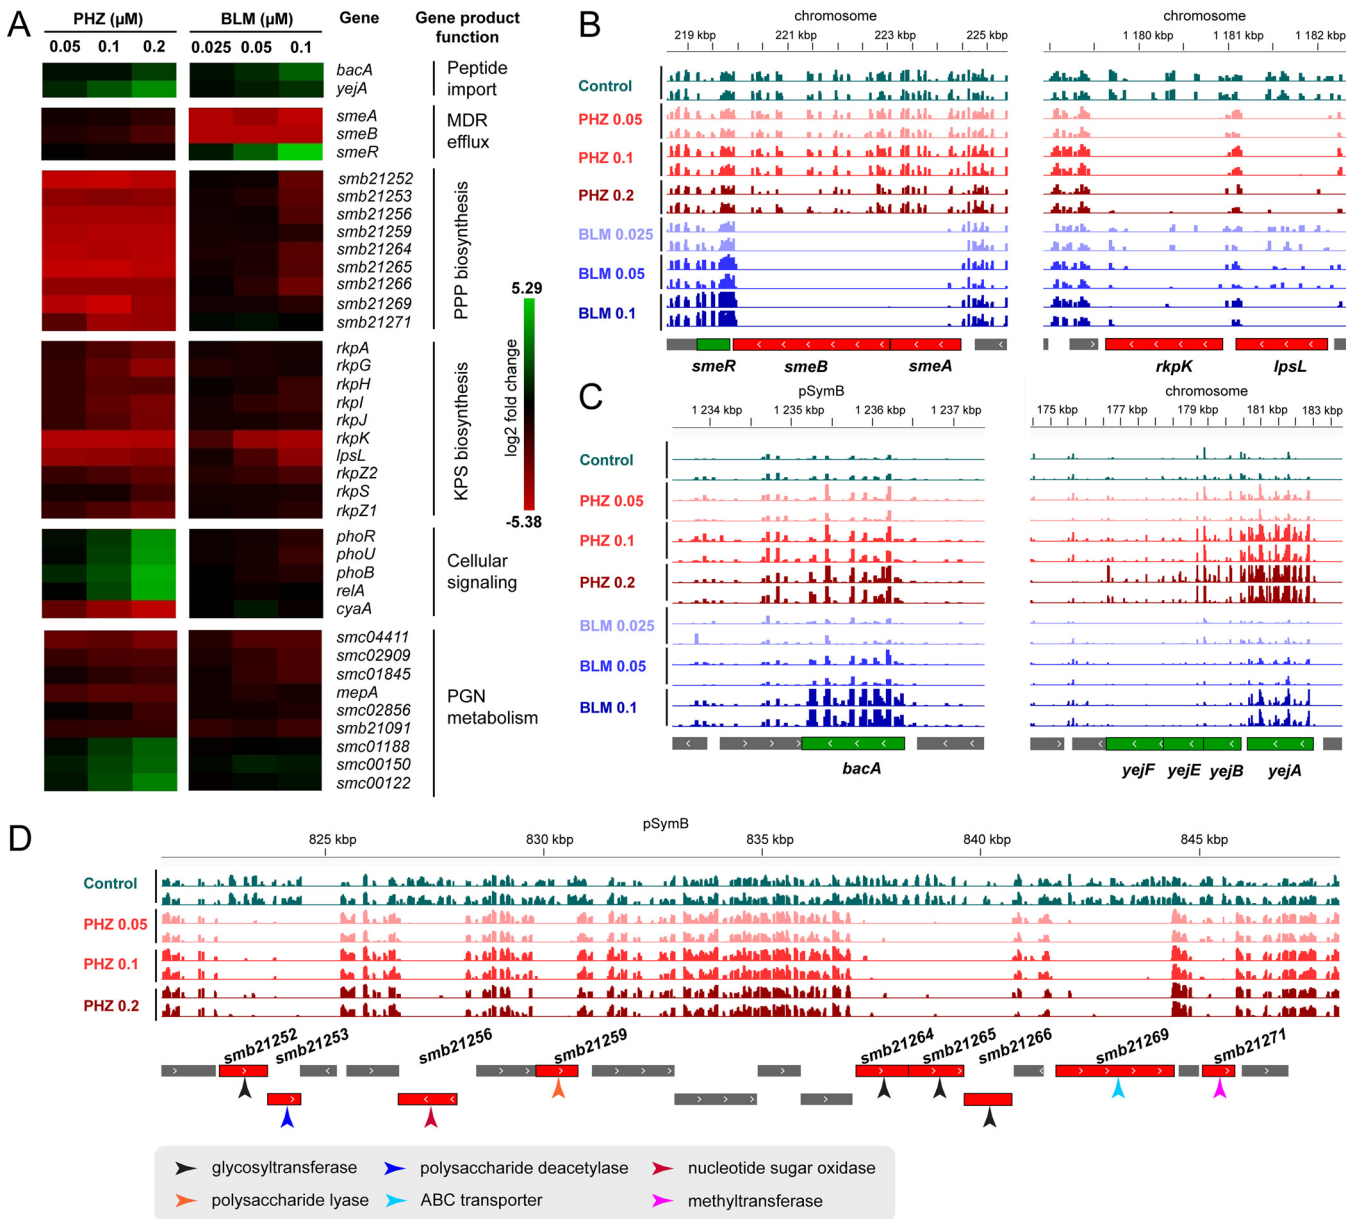 A
PHZ (μM)
BLM (μM)
Gene
Gene product
function
0.05 0.1 0.2
0.025 0.05 0.1
bacA
yejA
Peptide
import
smeA
smeB
smeR
MDR
efflux
smb21252
smb21253
smb21256
smb21259
smb21264
smb21265
smb21266
smb21269
smb21271
PPP biosynthesis
rkpA
rkpG
rkpH
rkpI
rkpJ
rkpK
lpsL
rkpZ2
rkpS
rkpZ1
KPS biosynthesis
phoR
phoU
phoB
relA
cyaA
Cellular
signaling
smc04411
smc02909
smc01845
mepA
smc02856
smb21091
smc01188
smc00150
smc00122
PGN
metabolism
5.29
log2 fold change
-5.38
B
chromosome
219 kbp 221 kbp 223 kbp 225 kbp
chromosome
1 180 kbp 1 181 kbp 1 182 kbp
Control
PHZ 0.05
PHZ 0.1
PHZ 0.2
BLM 0.025
BLM 0.05
BLM 0.1
smeR smeB smeA
rkpK lpsL
C
pSymB
1 234 kbp 1 235 kbp 1 236 kbp 1 237 kbp
chromosome
175 kbp 177 kbp 179 kbp 181 kbp 183 kbp
Control
PHZ 0.05
PHZ 0.1
PHZ 0.2
BLM 0.025
BLM 0.05
BLM 0.1
bacA
yejF yejE yejB yejA
D
pSymB
825 kbp 830 kbp 835 kbp 840 kbp 845 kbp
Control
PHZ 0.05
PHZ 0.1
PHZ 0.2
smb21252 smb21253 smb21256 smb21259 smb21264 smb21265 smb21266 smb21269 smb21271
glycosyltransferase polysaccharide deacetylase nucleotide sugar oxidase
polysaccharide lyase ABC transporter methyltransferase